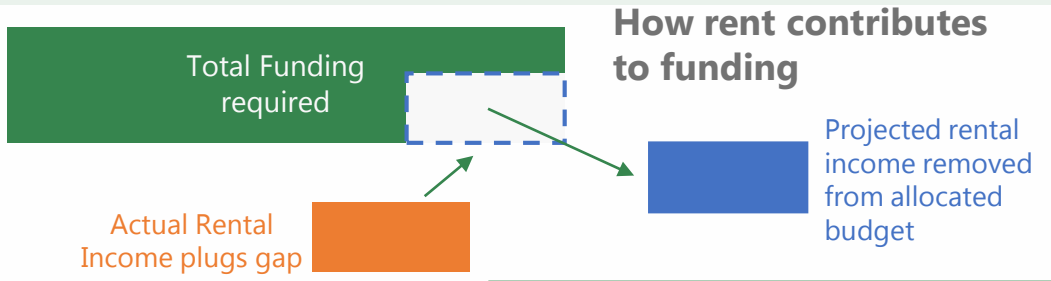 How rent contributes
to funding
Total Funding
required
Projected rental
income removed
from allocated
budget
Actual Rental
Income plugs gap